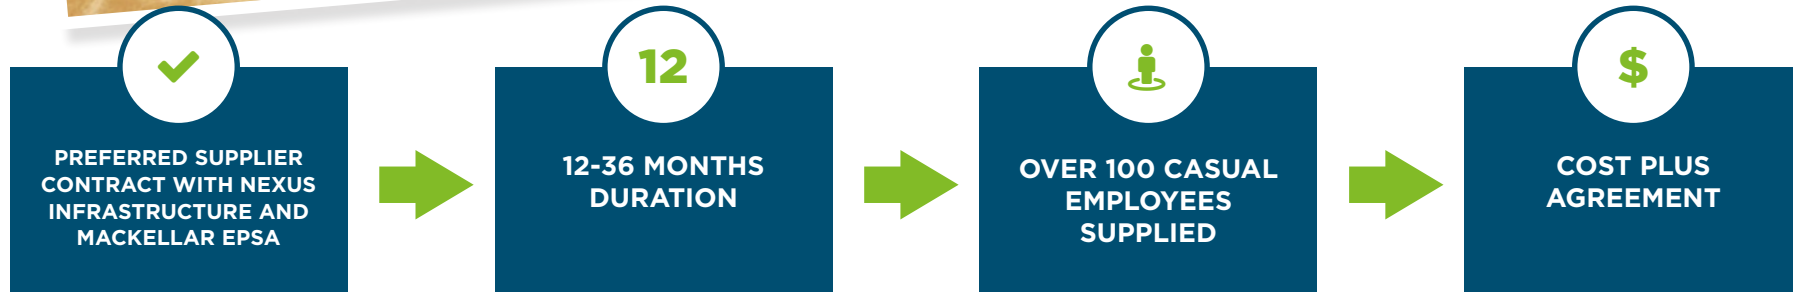 PREFERRED SUPPLIER
CONTRACT WITH NEXUS
INFRASTRUCTURE AND
MACKELLAR EPSA
12
12-36 MONTHS
DURATION
OVER 100 CASUAL
EMPLOYEES
SUPPLIED
$
COST PLUS
AGREEMENT